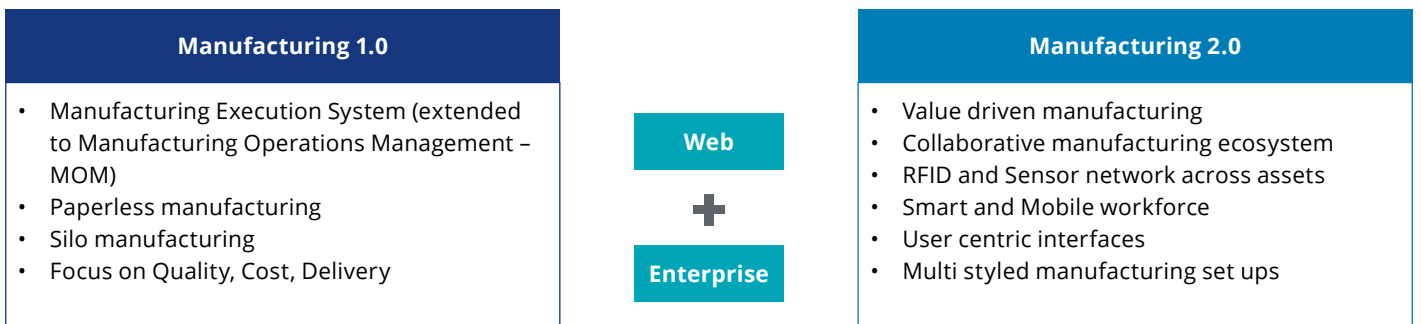 Manufacturing 1.0
• Manufacturing Execution System (extended
to Manufacturing Operations Management –
MOM)
• Paperless manufacturing
• Silo manufacturing
• Focus on Quality, Cost, Delivery
Web
+
Enterprise
Manufacturing 2.0
• Value driven manufacturing
• Collaborative manufacturing ecosystem
• RFID and Sensor network across assets
• Smart and Mobile workforce
• User centric interfaces
• Multi styled manufacturing set ups